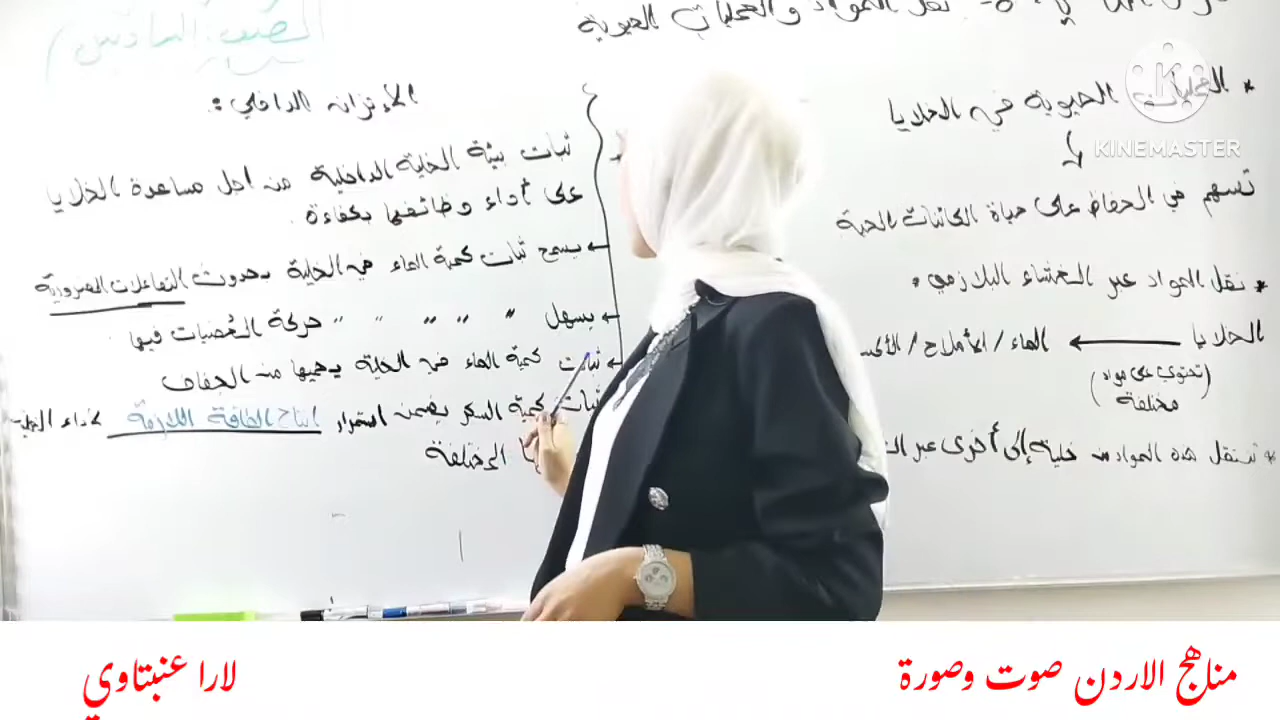 نقل المواد والعمليات الحيوية
الصف: السادس
* العمليات الحيوية في الخلايا
تسهم في الحفاظ على حياة الكائنات الحية
* نقل المواد عبر الغشاء البلازمي.
الخلايا ← الماء / الأملاح /
(تحتوي على مواد
مختلفة)
* تنتقل هذه المواد من خلية إلى أخرى عبر
الإتزان الداخلي:
ثبات بيئة الخلية الداخلية من اجل مساعدة الخلايا
على أداء وظائفها بكفاءة.
← يسمح ثبات كمية الماء في الخلية بحدوث التفاعلات الضرورية
← يسهل " " " " " حركة العضيات فيها.
← ثبات كمية الماء في الخلية يحميها من الجفاف
ثبات كمية السكر يضمن استمرار انتاج الطاقة اللازمة لأداء
المختلفة
KINEMASTER
مناهج الاردن صوت وصورة
لارا عنبتاوي